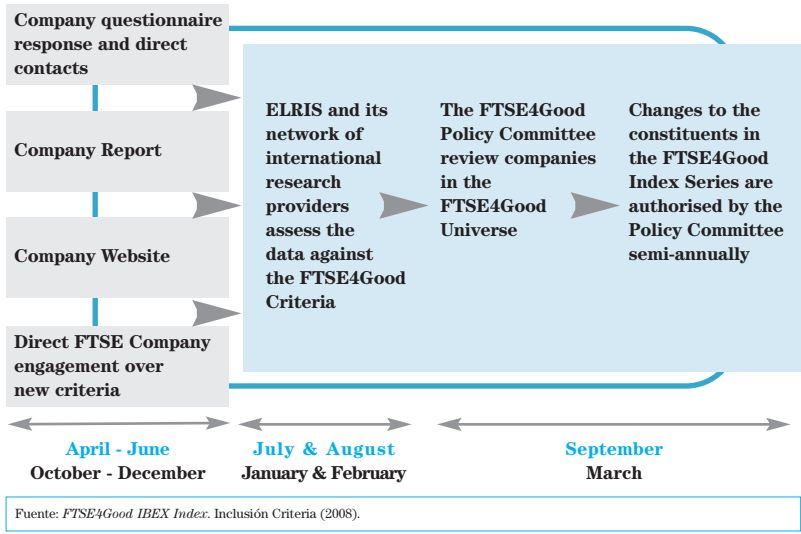 Company questionnaire
response and direct
contacts
Company Report
Company Website
Direct FTSE Company
engagement over
new criteria
ELRIS and its
network of
international
research
providers
assess the
data against
the FTSE4Good
Criteria
The FTSE4Good
Policy Committee
review companies
in the
FTSE4Good
Universe
Changes to the
constituents in
the FTSE4Good
Index Series are
authorised by the
Policy Committee
semi-annually
April - June
October - December
July & August
January & February
September
March
Fuente: FTSE4Good IBEX Index. Inclusión Criteria (2008).